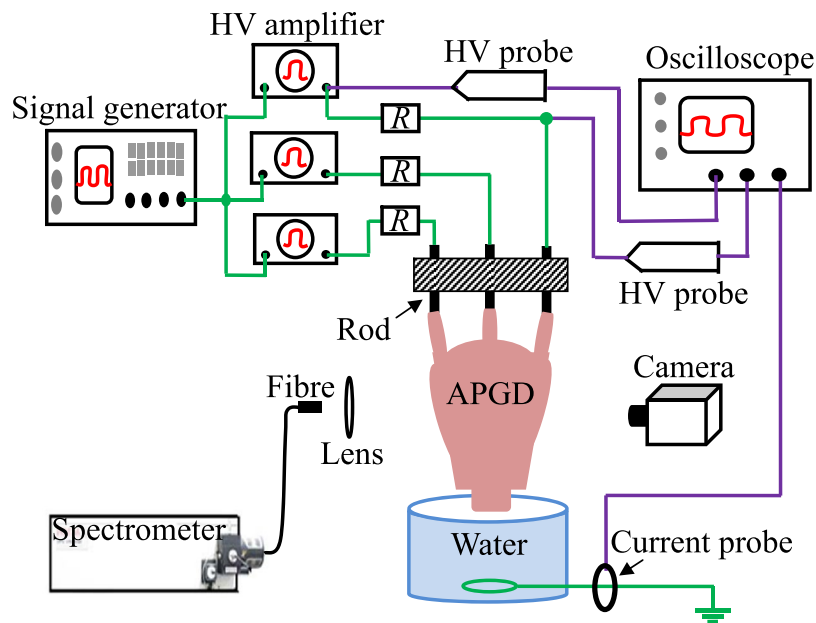 HV amplifier
HV probe
Oscilloscope
Signal generator
R
R
R
HV probe
Rod
Camera
Fibre
APGD
Lens
Spectrometer
Water
Current probe